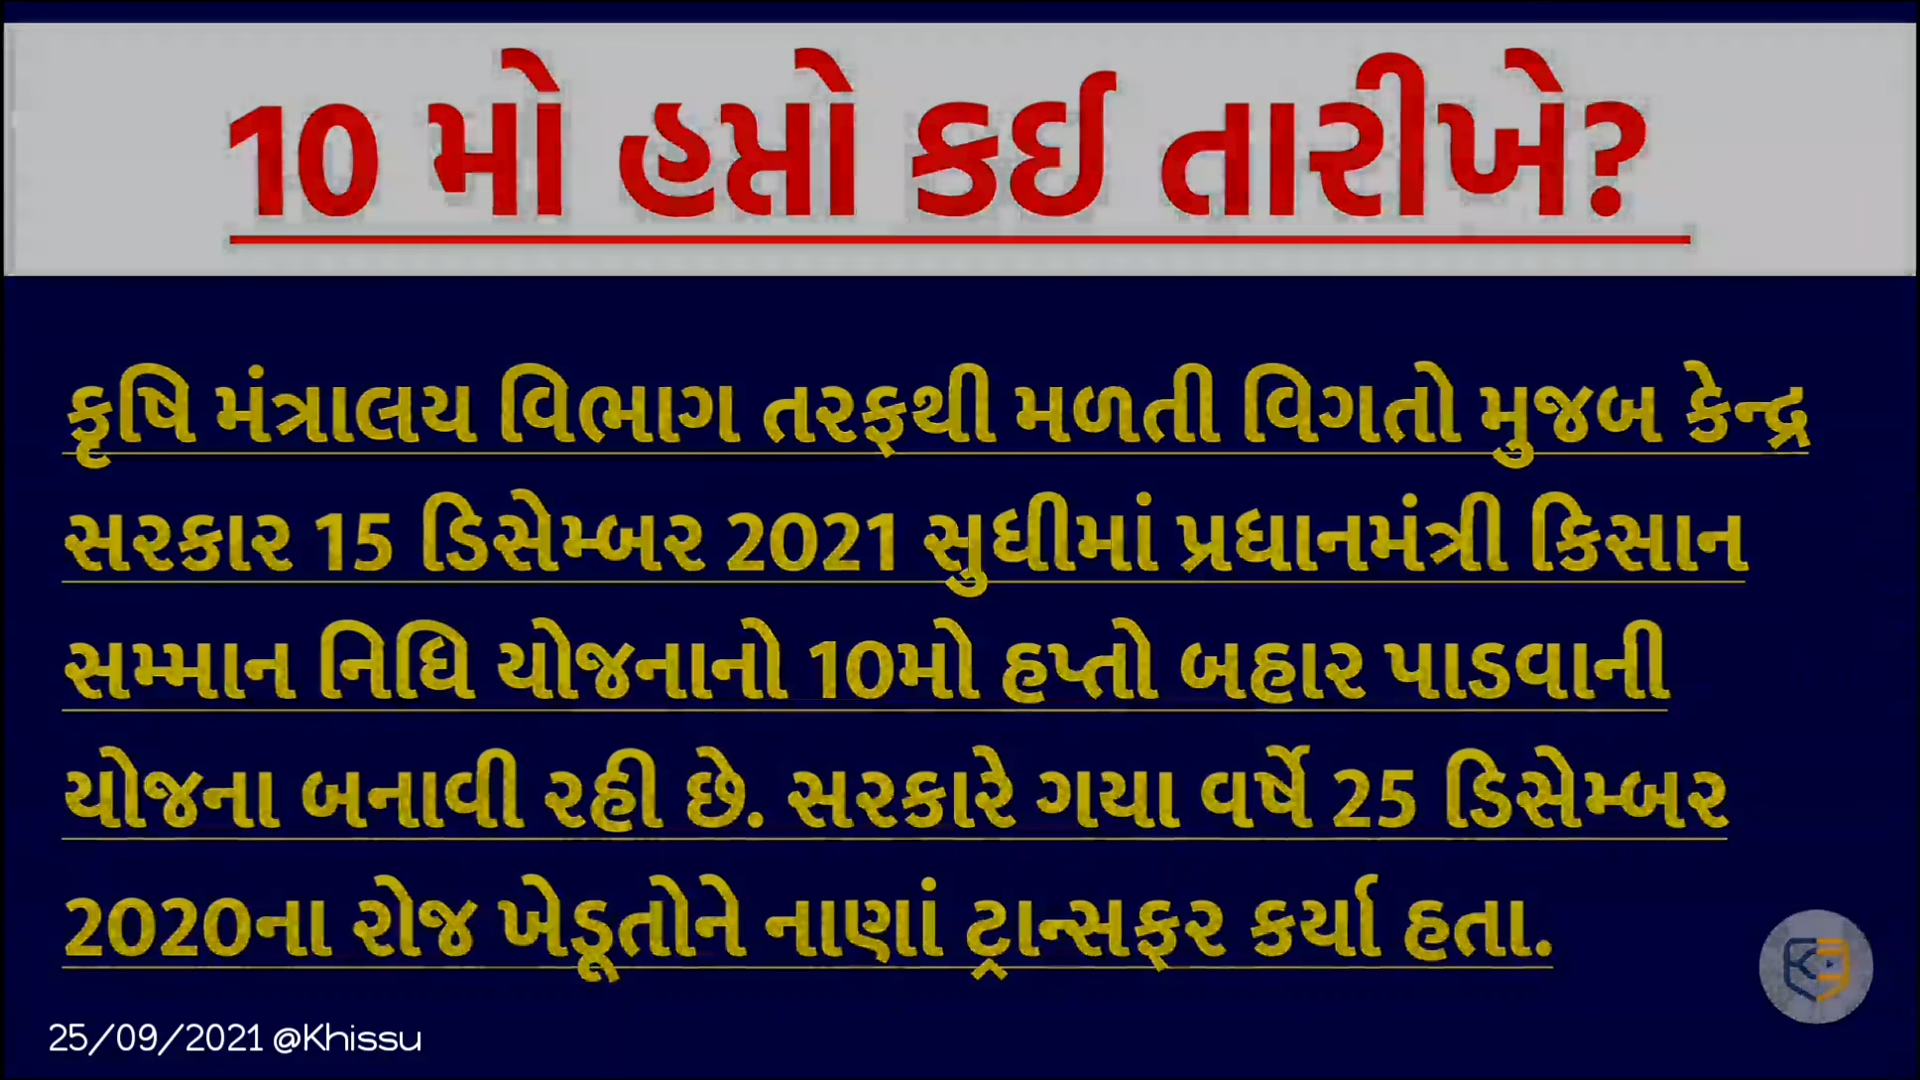 10 મો હપ્તો કઈ તારીખે?
કૃષિ મંત્રાલય વિભાગ તરફથી મળતી વિગતો મુજબ કેન્દ્ર
સરકાર 15 ડિસેમ્બર 2021 સુધીમાં પ્રધાનમંત્રી કિસાન
સમ્માન નિધિ યોજનાનો 10મો હપ્તો બહાર પાડવાની
યોજના બનાવી રહી છે. સરકારે ગયા વર્ષે 25 ડિસેમ્બર
2020ના રોજ ખેડૂતોને નાણાં ટ્રાન્સફર કર્યા હતા.
25/09/2021 @Khissu